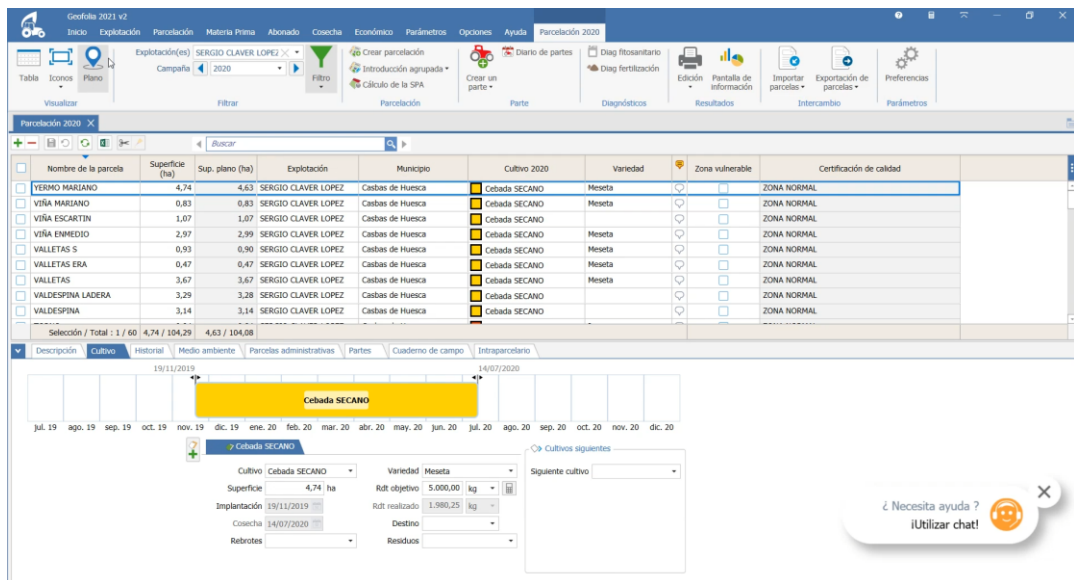 Geofolia 2021 v2
Inicio Explotación Parcelación Materia Prima Abonado Cosecha Económico Parámetros Opciones Ayuda Parcelación 2020
Explotación(es) SERGIO CLAVER LOPEZ
Campaña 2020
Tabla Iconos Plano
Filtro
Crear parcelación
Introducción agrupada
Cálculo de la SPA
Crear un parte
Diario de partes
Diag fitosanitario
Diag fertilización
Edición Pantalla de información
Importar parcelas Exportación de parcelas
Preferencias
Visualizar Filtrar Parcelación Parte Diagnósticos Resultados Intercambio Parámetros
Parcelación 2020
Buscar
Nombre de la parcela Superficie (ha) Sup. plano (ha) Explotación Municipio Cultivo 2020 Variedad Zona vulnerable Certificación de calidad
YERMO MARIANO 4,74 4,63 SERGIO CLAVER LOPEZ Casbas de Huesca Cebada SECANO Meseta ZONA NORMAL
VIÑA MARIANO 0,83 0,83 SERGIO CLAVER LOPEZ Casbas de Huesca Cebada SECANO Meseta ZONA NORMAL
VIÑA ESCARTIN 1,07 1,07 SERGIO CLAVER LOPEZ Casbas de Huesca Cebada SECANO ZONA NORMAL
VIÑA ENMEDIO 2,97 2,99 SERGIO CLAVER LOPEZ Casbas de Huesca Cebada SECANO Meseta ZONA NORMAL
VALLETAS S 0,93 0,90 SERGIO CLAVER LOPEZ Casbas de Huesca Cebada SECANO Meseta ZONA NORMAL
VALLETAS ERA 0,47 0,47 SERGIO CLAVER LOPEZ Casbas de Huesca Cebada SECANO Meseta ZONA NORMAL
VALLETAS 3,67 3,67 SERGIO CLAVER LOPEZ Casbas de Huesca Cebada SECANO Meseta ZONA NORMAL
VALDESPINA LADERA 3,29 3,28 SERGIO CLAVER LOPEZ Casbas de Huesca Cebada SECANO ZONA NORMAL
VALDESPINA 3,14 3,14 SERGIO CLAVER LOPEZ Casbas de Huesca Cebada SECANO ZONA NORMAL
Selección / Total : 1 / 60 4,74 / 104,29 4,63 / 104,08
Descripción Cultivo Historial Medio ambiente Parcelas administrativas Partes Cuaderno de campo Intraparcelario
19/11/2019 14/07/2020
Cebada SECANO
jul. 19 ago. 19 sep. 19 oct. 19 nov. 19 dic. 19 ene. 20 feb. 20 mar. 20 abr. 20 may. 20 jun. 20 jul. 20 ago. 20 sep. 20 oct. 20 nov. 20 dic. 20
Cebada SECANO
Cultivos siguientes
Cultivo Cebada SECANO Variedad Meseta Siguiente cultivo
Superficie 4,74 ha Rdt objetivo 5.000,00 kg
Implantación 19/11/2019 Rdt realizado 1.980,25 kg
Cosecha 14/07/2020 Destino
Rebrotes Residuos
¿ Necesita ayuda ?
¡Utilizar chat!